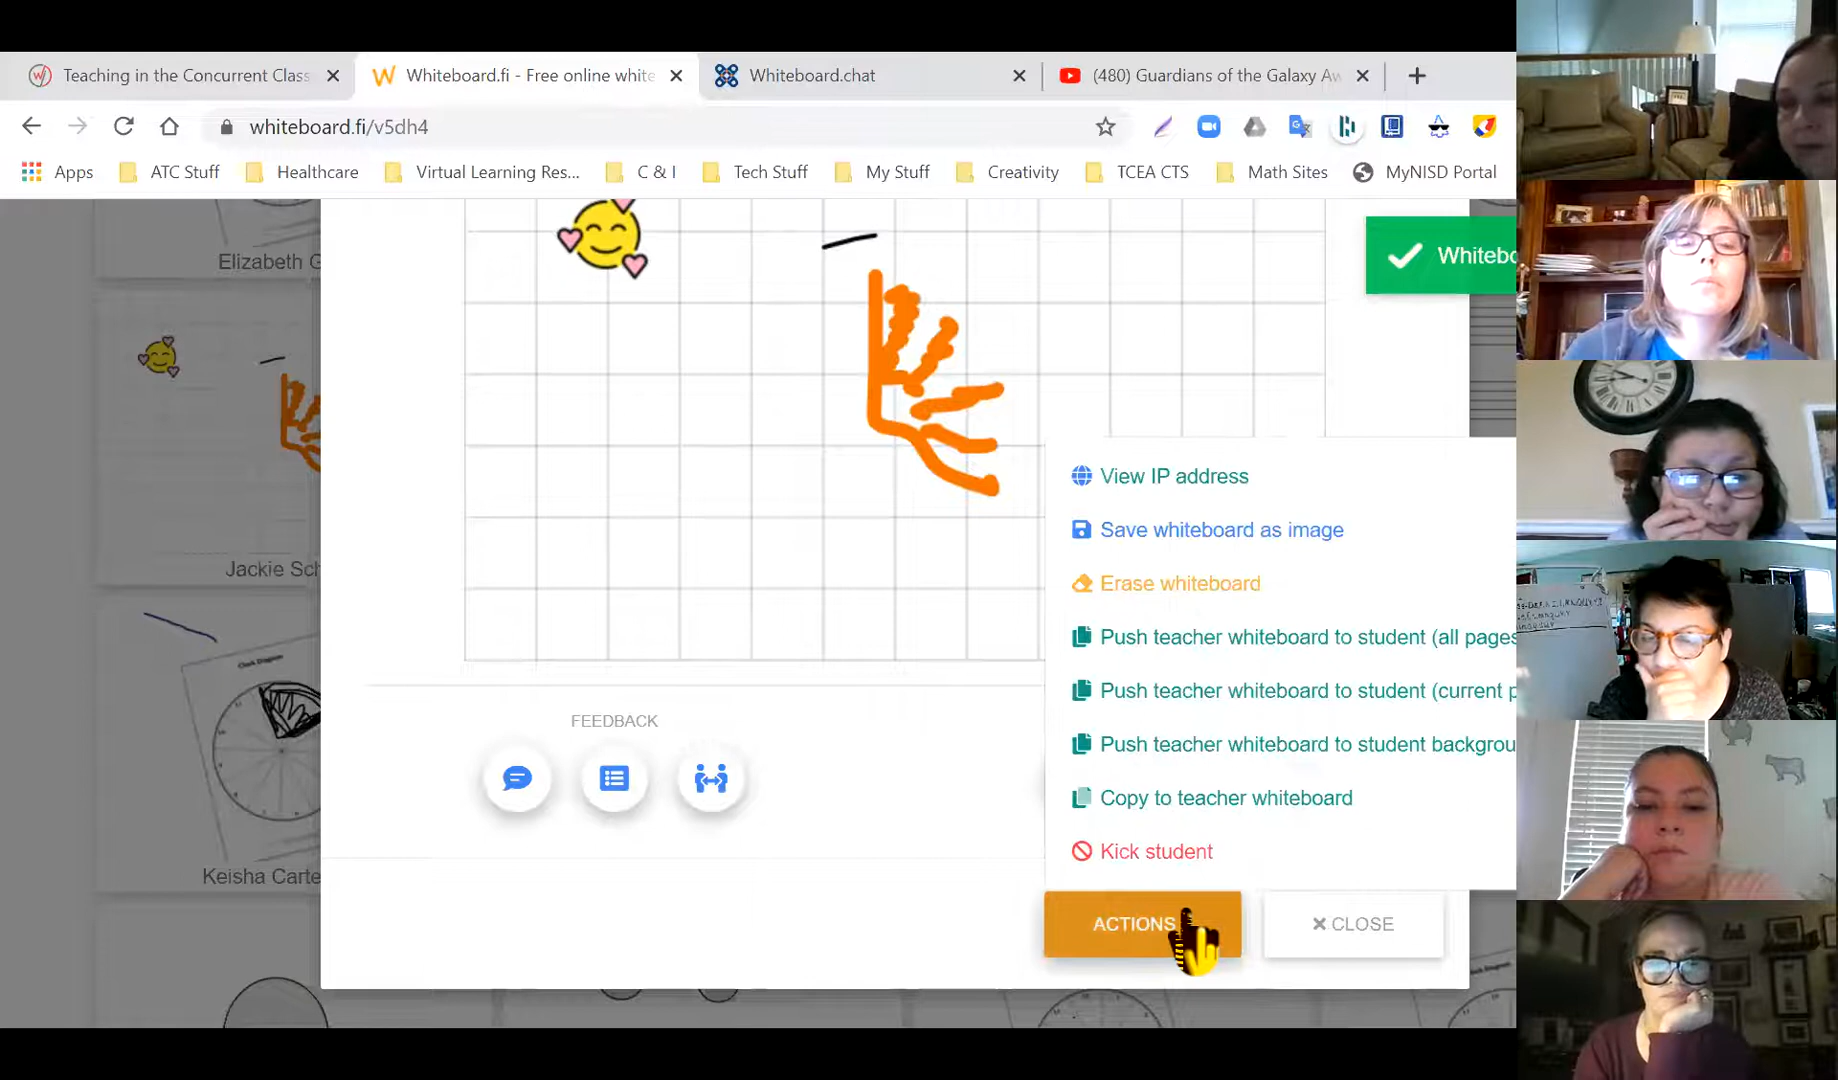 Teaching in the Concurrent Class
Whiteboard.fi - Free online white
Whiteboard.chat
(480) Guardians of the Galaxy Aw
whiteboard.fi/v5dh4
Apps
ATC Stuff
Healthcare
Virtual Learning Res...
C & I
Tech Stuff
My Stuff
Creativity
TCEA CTS
Math Sites
MyNISD Portal
Elizabeth G
Whitebo
Jackie Sch
Clock Diagram
Keisha Carte
View IP address
Save whiteboard as image
Erase whiteboard
Push teacher whiteboard to student (all pages
Push teacher whiteboard to student (current p
Push teacher whiteboard to student backgrou
Copy to teacher whiteboard
Kick student
FEEDBACK
ACTIONS
CLOSE